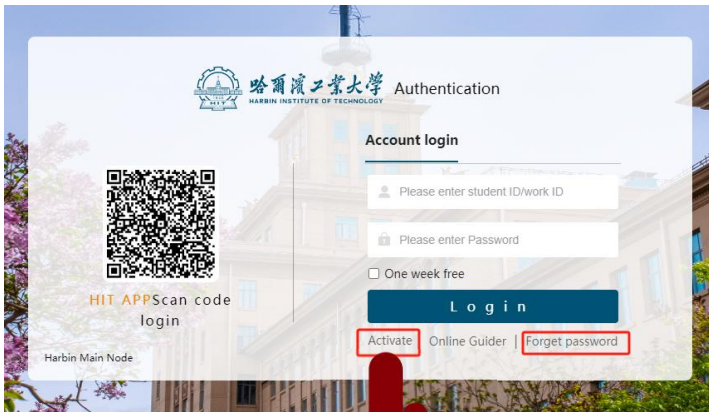 哈爾濱工業大學
HARBIN INSTITUTE OF TECHNOLOGY
HIT
Authentication
Account login
Please enter student ID/work ID
Please enter Password
One week free
Login
Activate Online Guider | Forget password
HIT APPScan code
login
Harbin Main Node